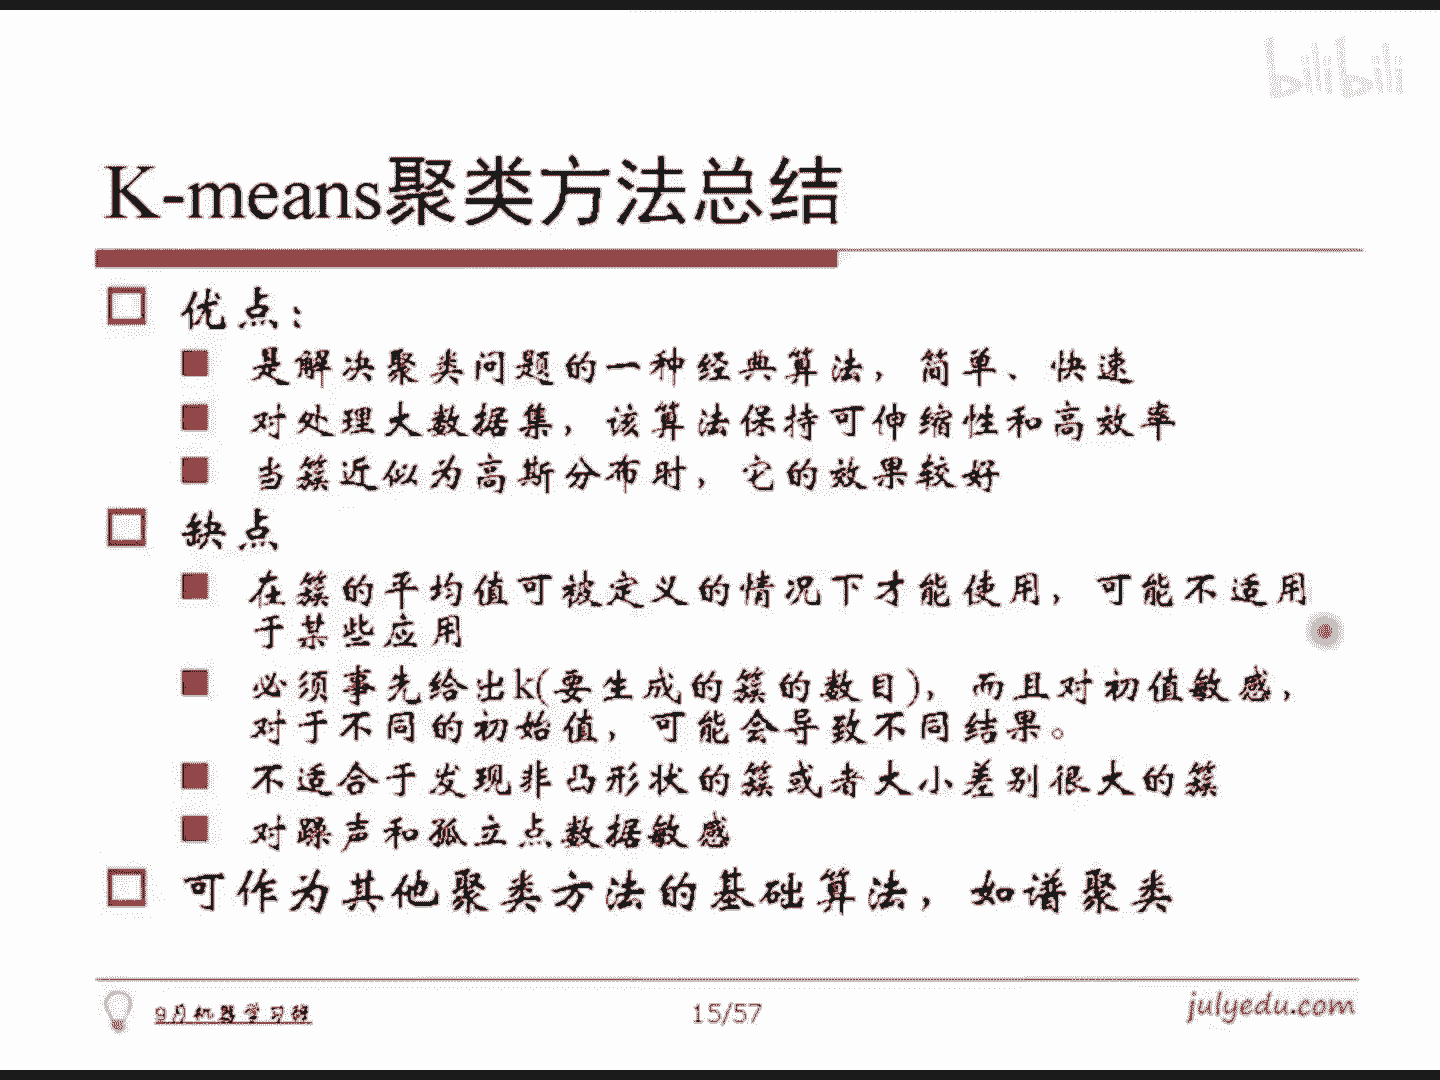 bilibili
K-means聚类方法总结
优点：
是解决聚类问题的一种经典算法，简单、快速
对处理大数据集，该算法保持可伸缩性和高效率
当簇近似为高斯分布时，它的效果较好
缺点
在簇的平均值可被定义的情况下才能使用，可能不适用
于某些应用
必须事先给出k(要生成的簇的数目)，而且对初值敏感，
对于不同的初始值，可能会导致不同结果。
不适合于发现非凸形状的簇或者大小差别很大的簇
对躁声和孤立点数据敏感
可作为其他聚类方法的基础算法，如谱聚类
9月机器学习班
15/57
julyedu.com